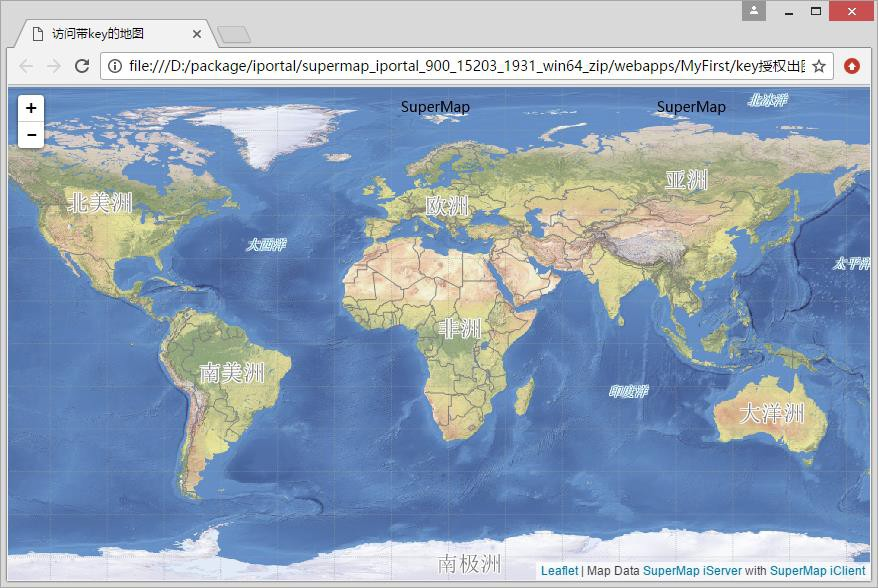 访问带key的地图
file:///D:/package/iportal/supermap_iportal_900_15203_1931_win64_zip/webapps/MyFirst/key授权出
+
−
SuperMap
SuperMap
北冰洋
亚洲
北美洲
欧洲
大西洋
太平洋
非洲
南美洲
印度洋
大洋洲
南极洲
Leaflet | Map Data SuperMap iServer with SuperMap iClient